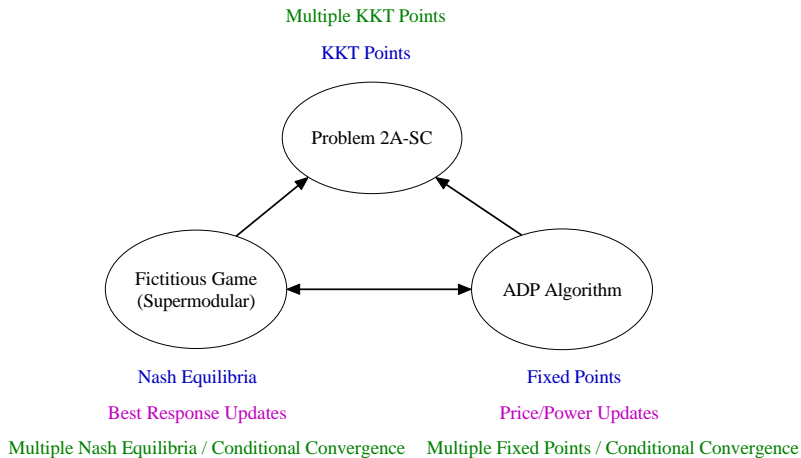 Multiple KKT Points
KKT Points
Problem 2A-SC
Fictitious Game
(Supermodular)
ADP Algorithm
Nash Equilibria
Fixed Points
Best Response Updates
Price/Power Updates
Multiple Nash Equilibria / Conditional Convergence
Multiple Fixed Points / Conditional Convergence